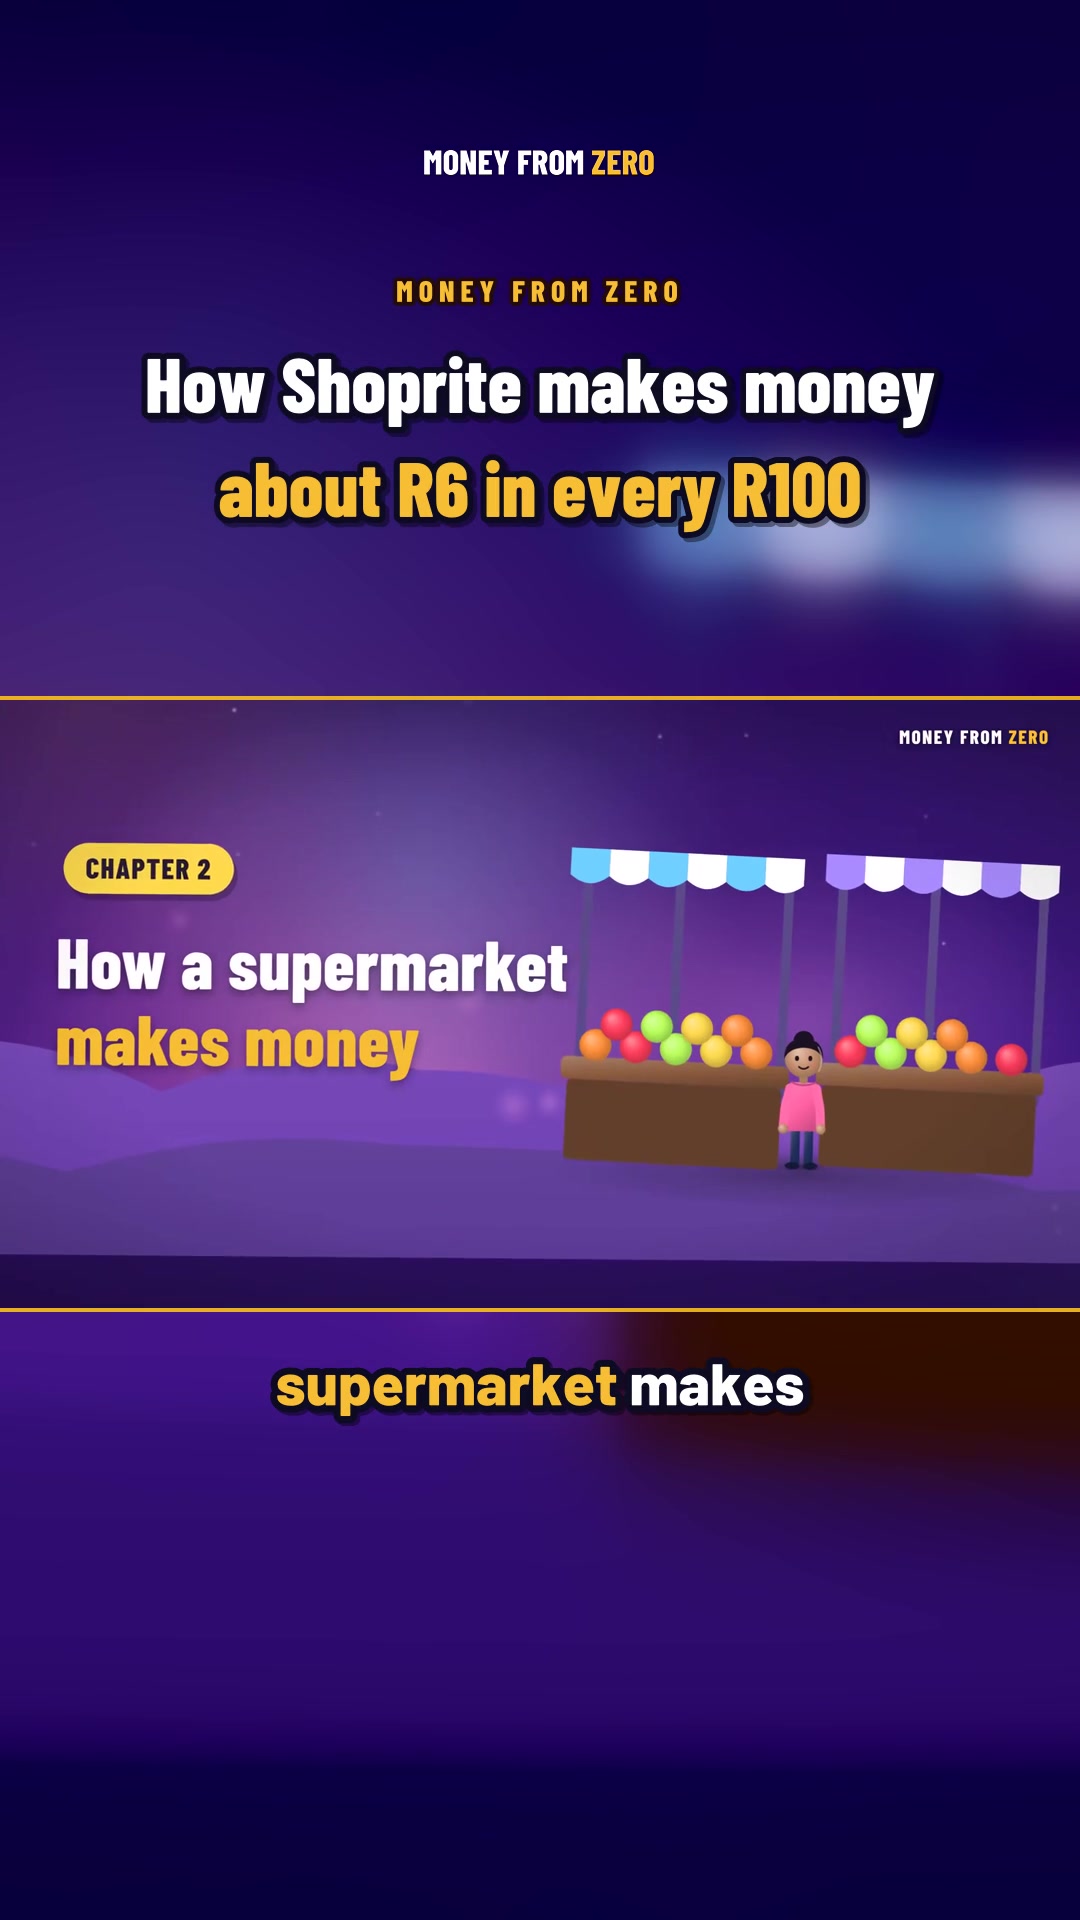 MONEY FROM ZERO
MONEY FROM ZERO
How Shoprite makes money
about R6 in every R100
MONEY FROM ZERO
CHAPTER 2
How a supermarket
makes money
supermarket makes